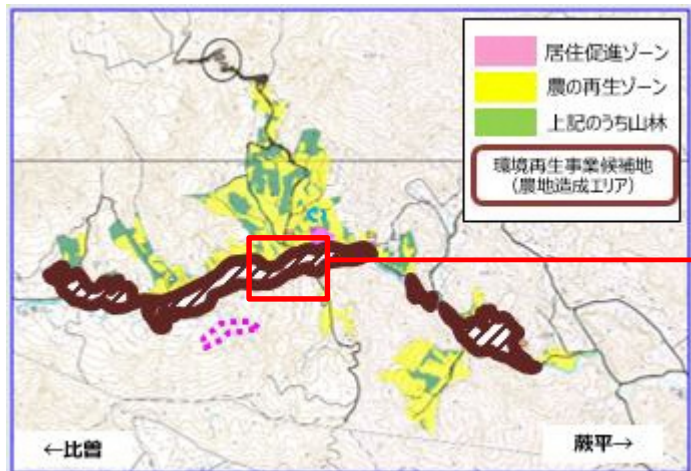 居住促進ゾーン
農の再生ゾーン
上記のうち山林
環境再生事業候補地
(農地造成エリア)
←比曽
蕨平→